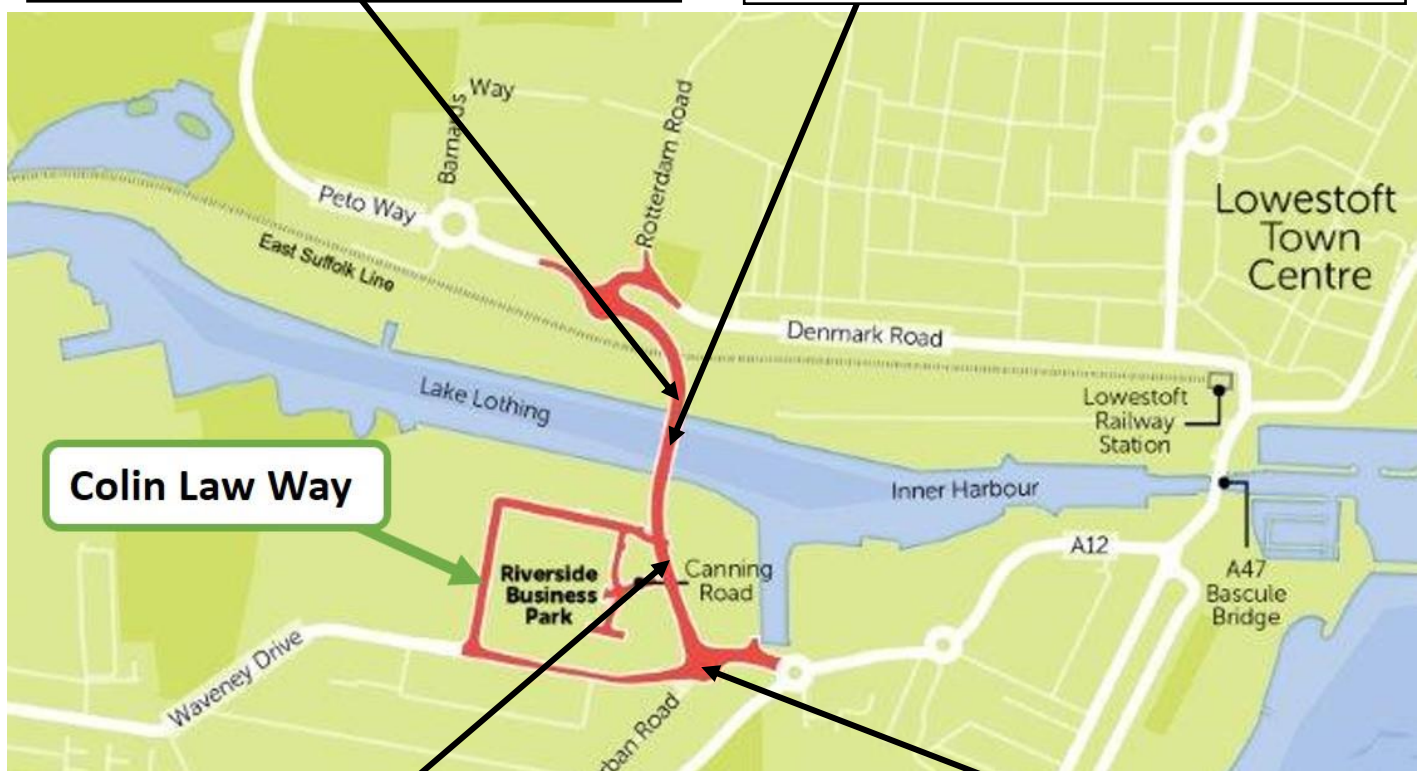 Barnards Way
Rotterdam Road
Peto Way
East Suffolk Line
Lowestoft
Town
Centre
Denmark Road
Lake Lothing
Lowestoft
Railway
Station
Colin Law Way
Inner Harbour
A12
Riverside
Business
Park
Canning
Road
A47
Bascule
Bridge
Waveney Drive
Road